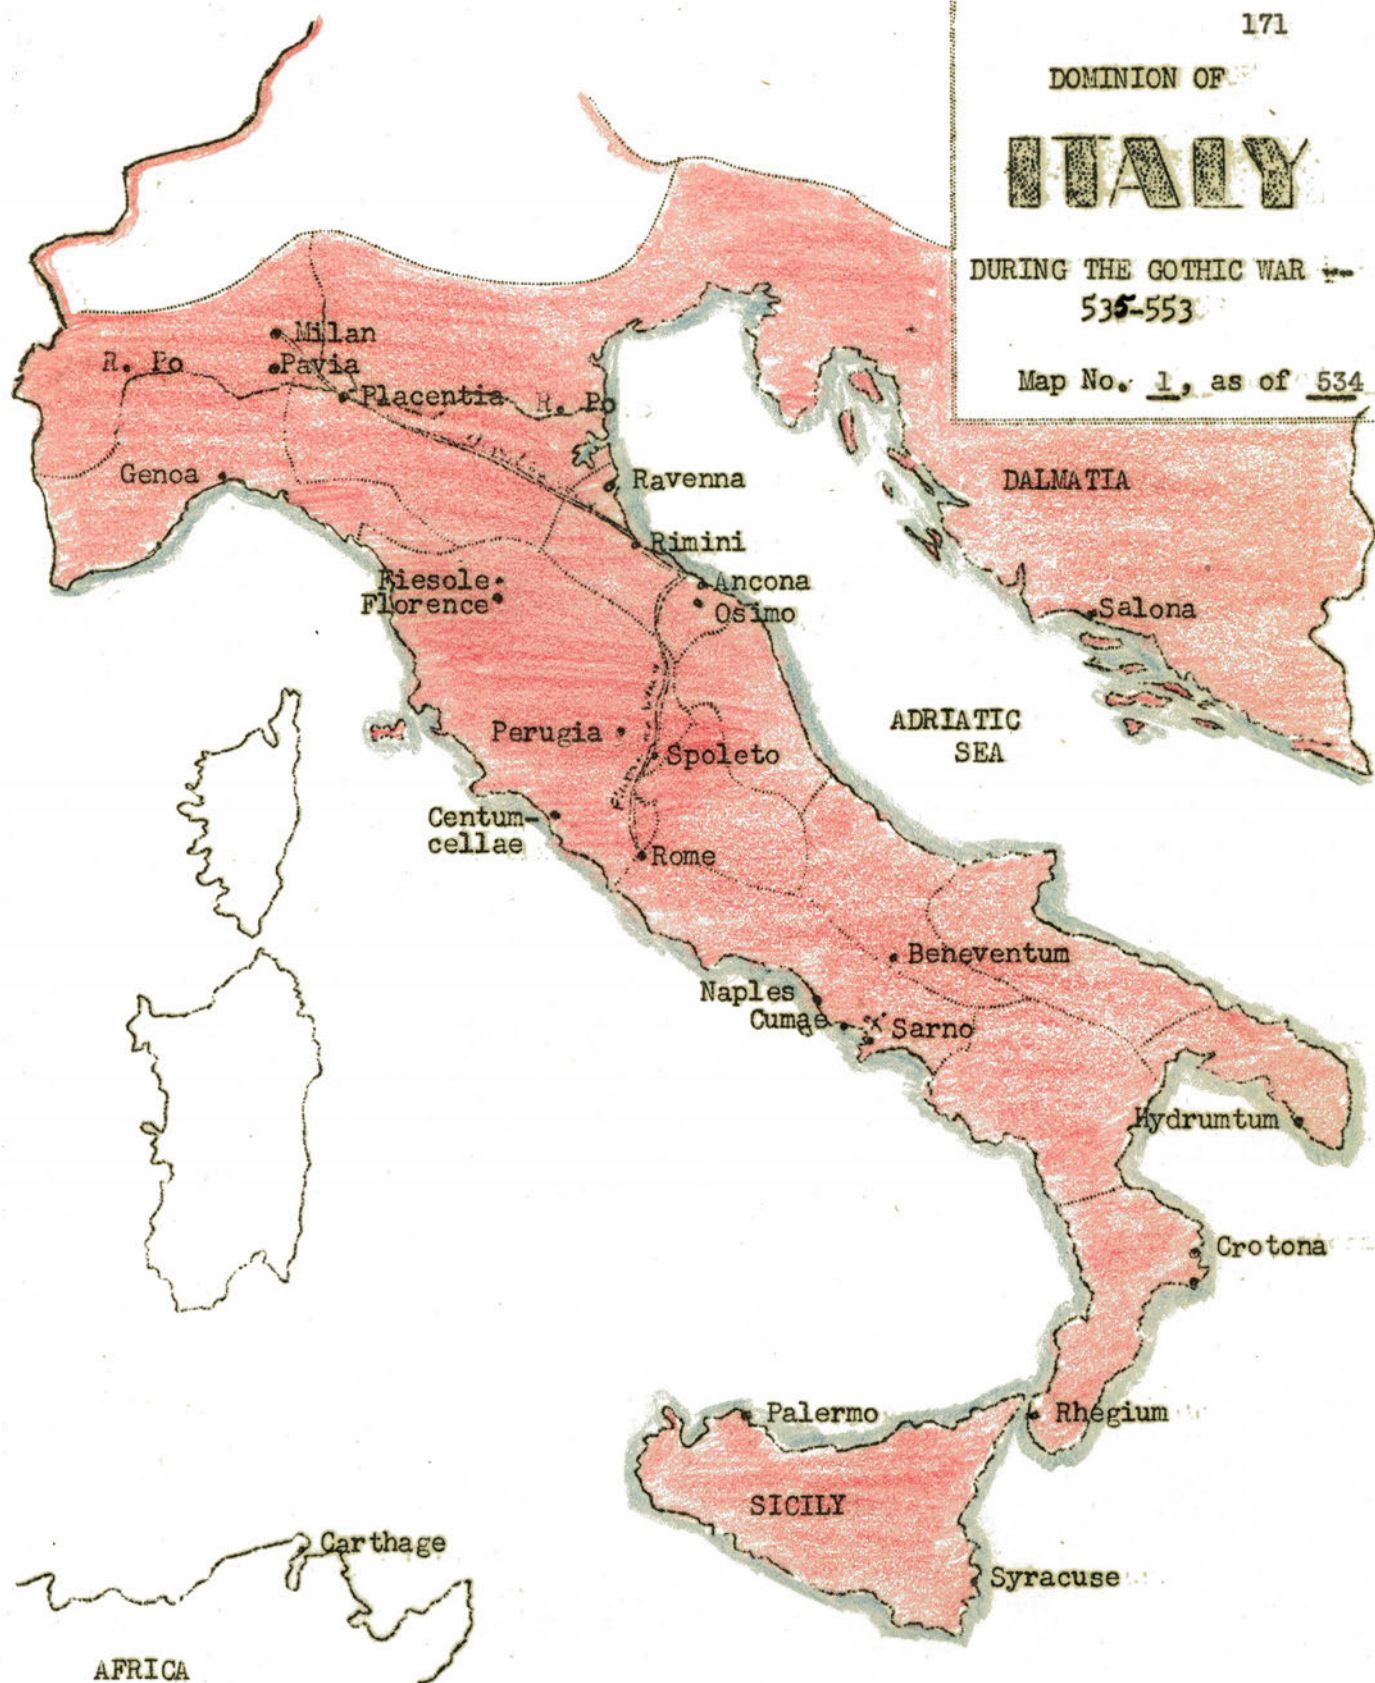 171
DOMINION OF
ITALY
DURING THE GOTHIC WAR --
535-553
Map No. 1, as of 534
Milan
R. Po
Pavia
Placentia
R. Po
Genoa
Ravenna
DALMATIA
Rimini
Fiesole
Ancona
Florence
Osimo
Salona
Perugia
Spoleto
ADRIATIC
SEA
Centum-
cellae
Rome
Beneventum
Naples
Cumae
Sarno
Hydrumtum
Crotona
Palermo
Rhegium
SICILY
Carthage
Syracuse
AFRICA